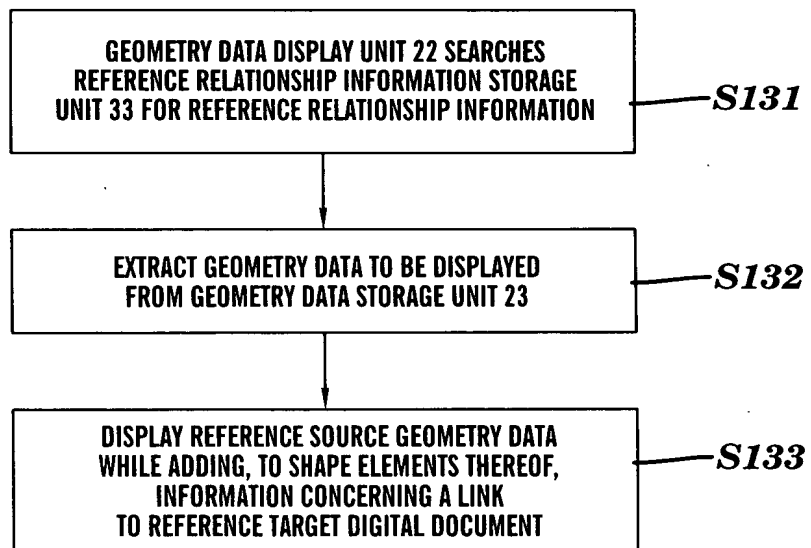 GEOMETRY DATA DISPLAY UNIT 22 SEARCHES
REFERENCE RELATIONSHIP INFORMATION STORAGE
UNIT 33 FOR REFERENCE RELATIONSHIP INFORMATION
S131
EXTRACT GEOMETRY DATA TO BE DISPLAYED
FROM GEOMETRY DATA STORAGE UNIT 23
S132
DISPLAY REFERENCE SOURCE GEOMETRY DATA
WHILE ADDING, TO SHAPE ELEMENTS THEREOF,
INFORMATION CONCERNING A LINK
TO REFERENCE TARGET DIGITAL DOCUMENT
S133